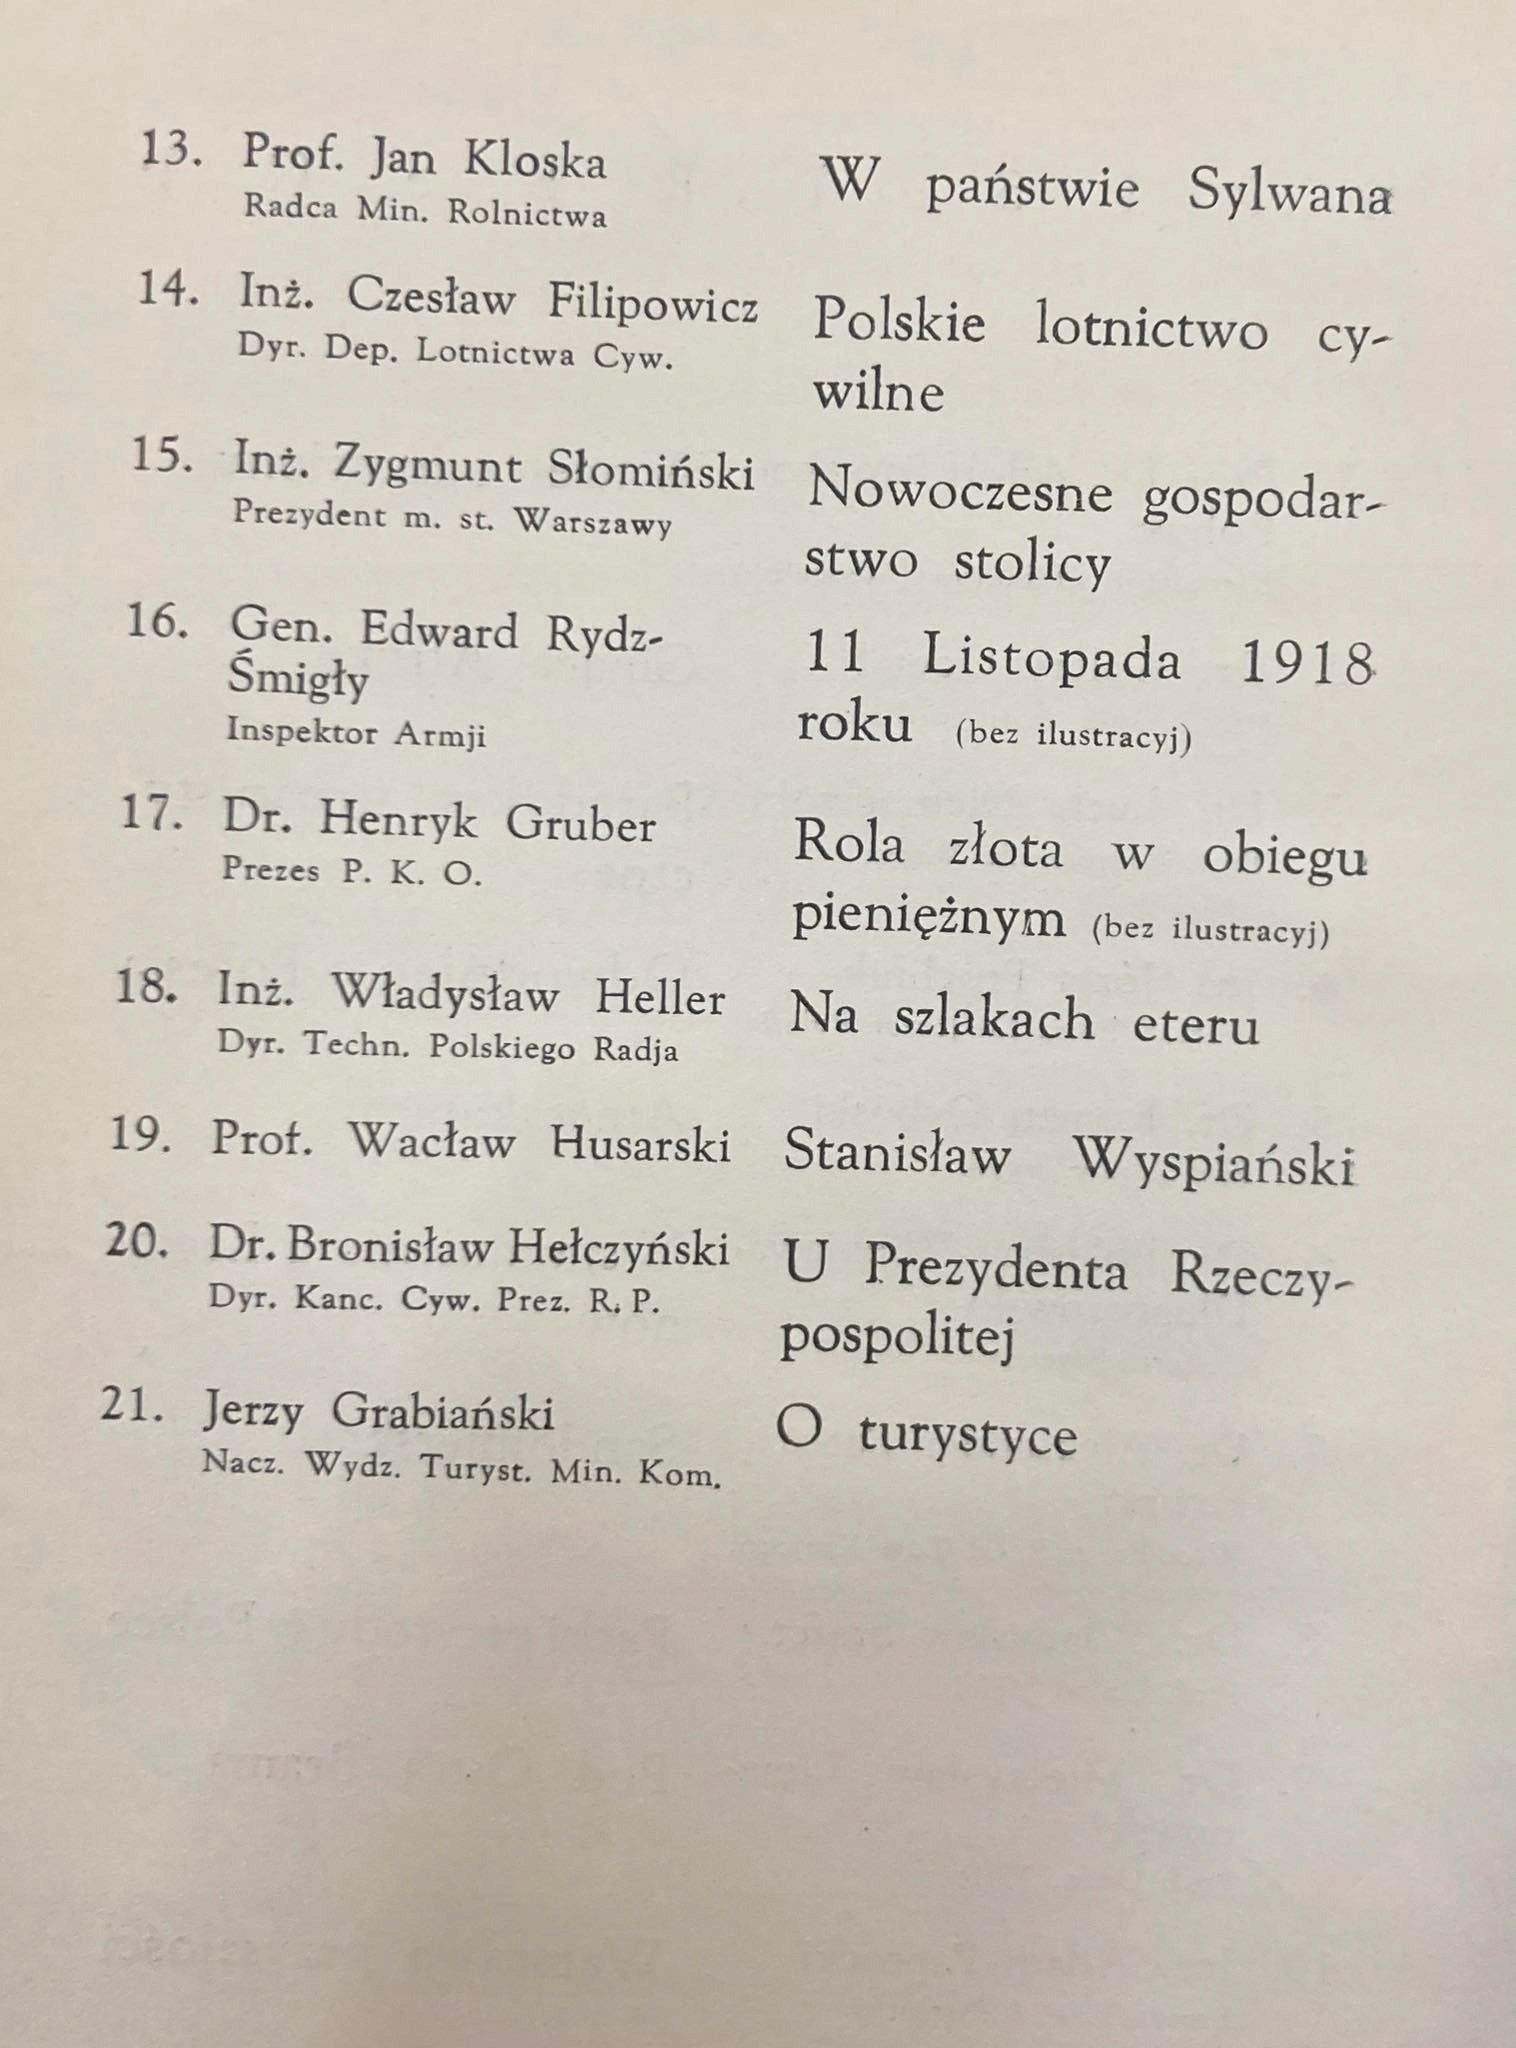 13. Prof. Jan Kloska
Radca Min. Rolnictwa
W państwie Sylwana
14. Inż. Czesław Filipowicz
Dyr. Dep. Lotnictwa Cyw.
Polskie lotnictwo cy-
wilne
15. Inż. Zygmunt Słomiński
Prezydent m. st. Warszawy
Nowoczesne gospodar-
stwo stolicy
16. Gen. Edward Rydz-
Śmigły
Inspektor Armji
11 Listopada 1918
roku (bez ilustracyj)
17. Dr. Henryk Gruber
Prezes P. K. O.
Rola złota w obiegu
pieniężnym (bez ilustracyj)
18. Inż. Władysław Heller
Dyr. Techn. Polskiego Radja
Na szlakach eteru
19. Prof. Wacław Husarski
Stanisław Wyspiański
20. Dr. Bronisław Hełczyński
Dyr. Kanc. Cyw. Prez. R. P.
U Prezydenta Rzeczy-
pospolitej
21. Jerzy Grabiański
Nacz. Wydz. Turyst. Min. Kom.
O turystyce